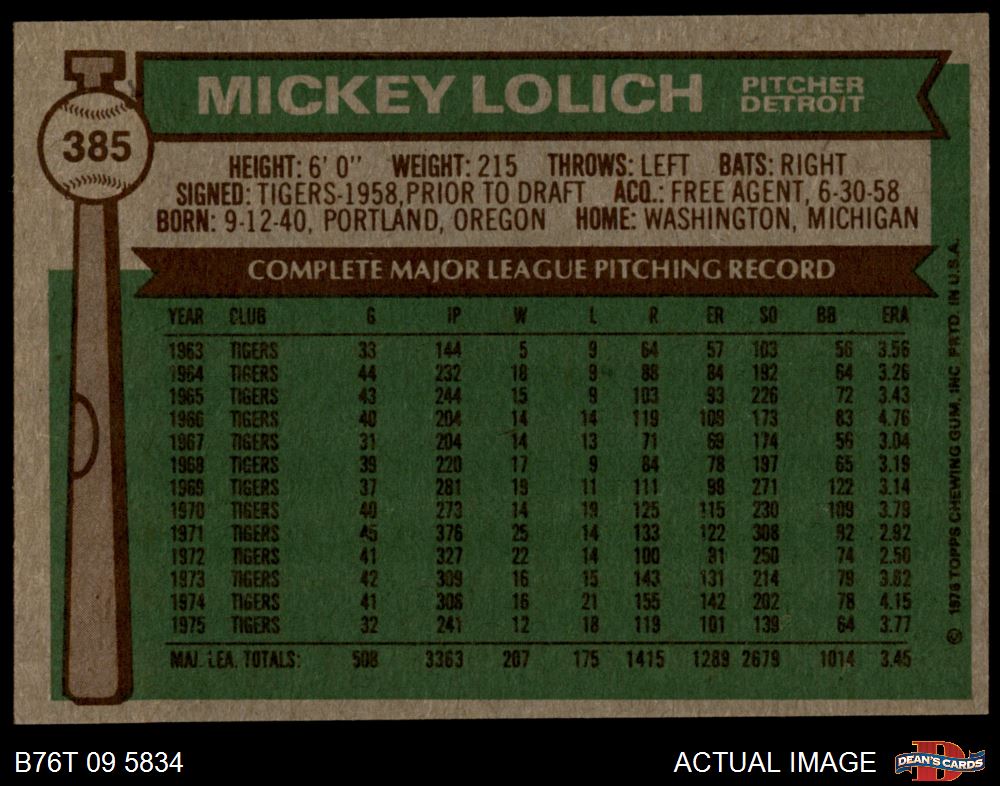 MICKEY LOLICH PITCHER DETROIT
385
HEIGHT: 6' 0" WEIGHT: 215 THROWS: LEFT BATS: RIGHT
SIGNED: TIGERS-1958,PRIOR TO DRAFT ACQ.: FREE AGENT, 6-30-58
BORN: 9-12-40, PORTLAND, OREGON HOME: WASHINGTON, MICHIGAN
COMPLETE MAJOR LEAGUE PITCHING RECORD
YEAR CLUB G IP W L R ER SO BB ERA
1963 TIGERS 33 144 5 9 64 57 103 56 3.56
1964 TIGERS 44 232 18 9 88 84 192 64 3.26
1965 TIGERS 43 244 15 9 103 93 226 72 3.43
1966 TIGERS 40 204 14 14 119 108 173 83 4.76
1967 TIGERS 31 204 14 13 71 69 174 56 3.04
1968 TIGERS 39 220 17 9 84 78 197 65 3.19
1969 TIGERS 37 281 19 11 111 98 271 122 3.14
1970 TIGERS 40 273 14 19 125 115 230 109 3.79
1971 TIGERS 45 376 25 14 133 122 308 92 2.92
1972 TIGERS 41 327 22 14 100 91 250 74 2.50
1973 TIGERS 42 309 16 15 143 131 214 79 3.82
1974 TIGERS 41 308 16 21 155 142 202 78 4.15
1975 TIGERS 32 241 12 18 119 101 139 64 3.77
MAJ. LEA. TOTALS: 508 3363 207 175 1415 1289 2679 1014 3.45
© 1976 TOPPS CHEWING GUM, INC PRTD. IN U.S.A.
B76T 09 5834
ACTUAL IMAGE
DEAN'S CARDS